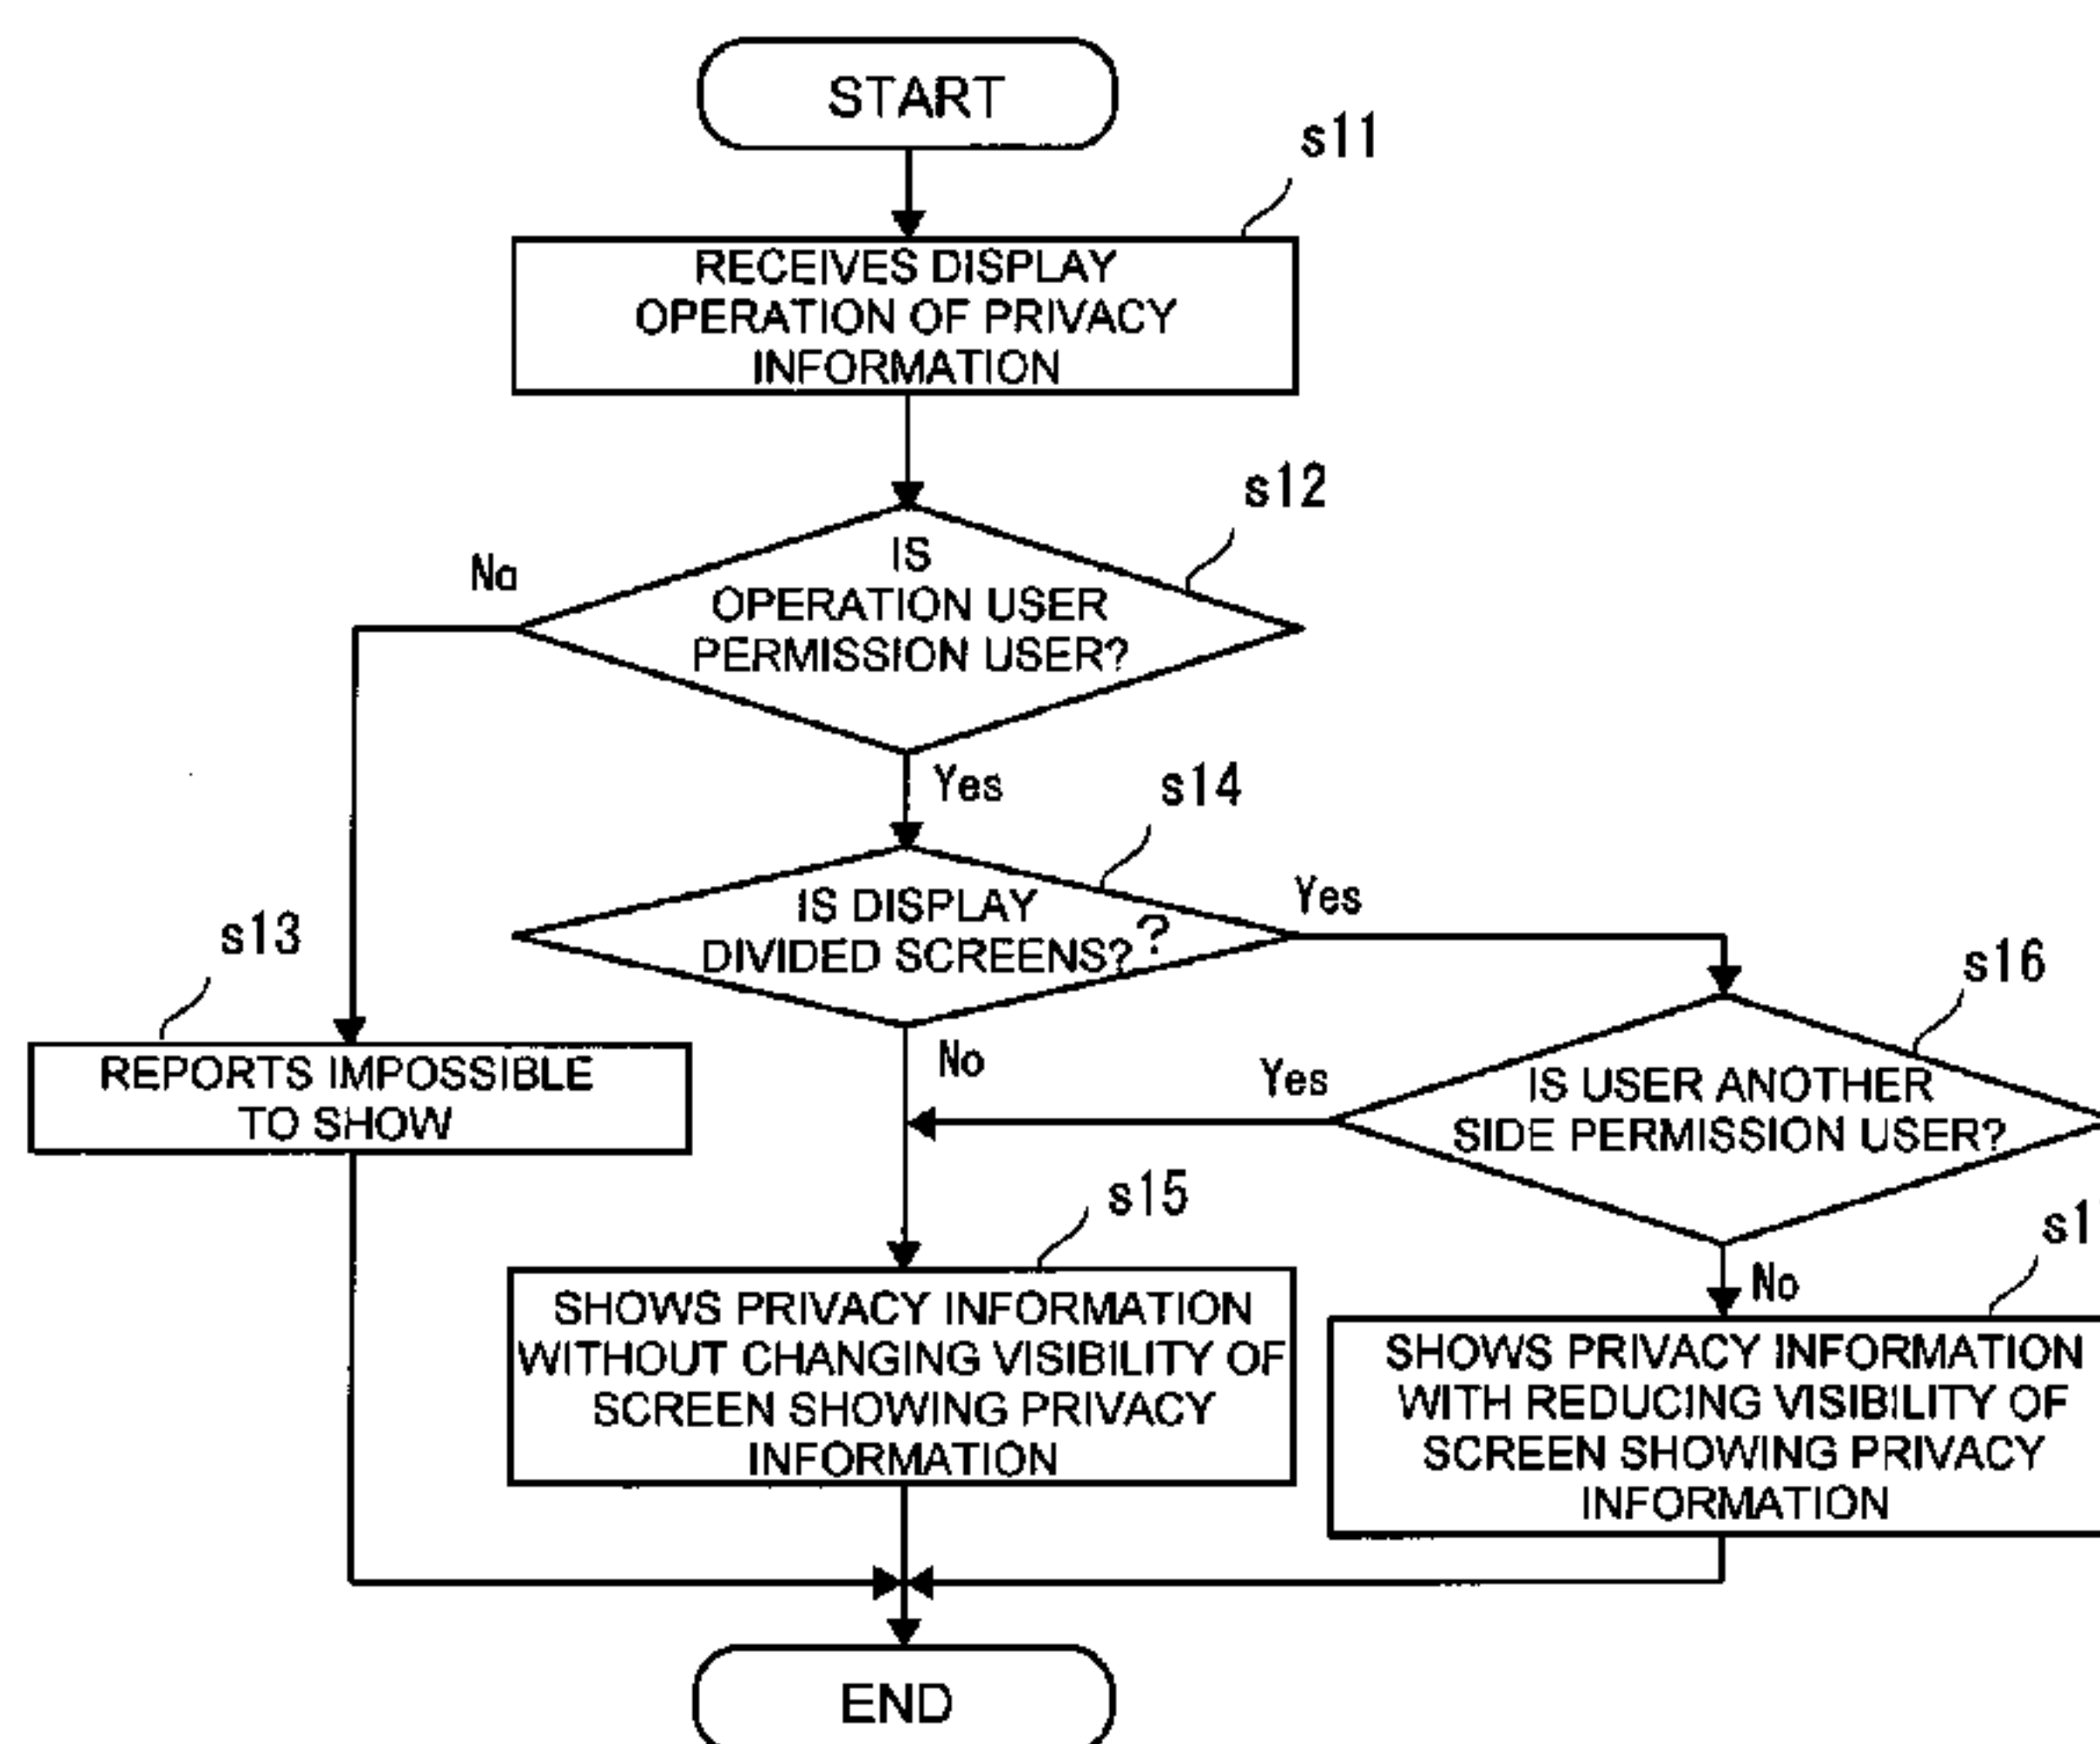 START
s11
RECEIVES DISPLAY
OPERATION OF PRIVACY
INFORMATION
s12
IS
OPERATION USER
PERMISSION USER?
No
Yes
s14
IS DISPLAY
DIVIDED SCREENS? ?
Yes
No
s13
REPORTS IMPOSSIBLE
TO SHOW
s16
IS USER ANOTHER
SIDE PERMISSION USER?
Yes
No
s15
SHOWS PRIVACY INFORMATION
WITHOUT CHANGING VISIBILITY OF
SCREEN SHOWING PRIVACY
INFORMATION
s1
SHOWS PRIVACY INFORMATION
WITH REDUCING VISIBILITY OF
SCREEN SHOWING PRIVACY
INFORMATION
END